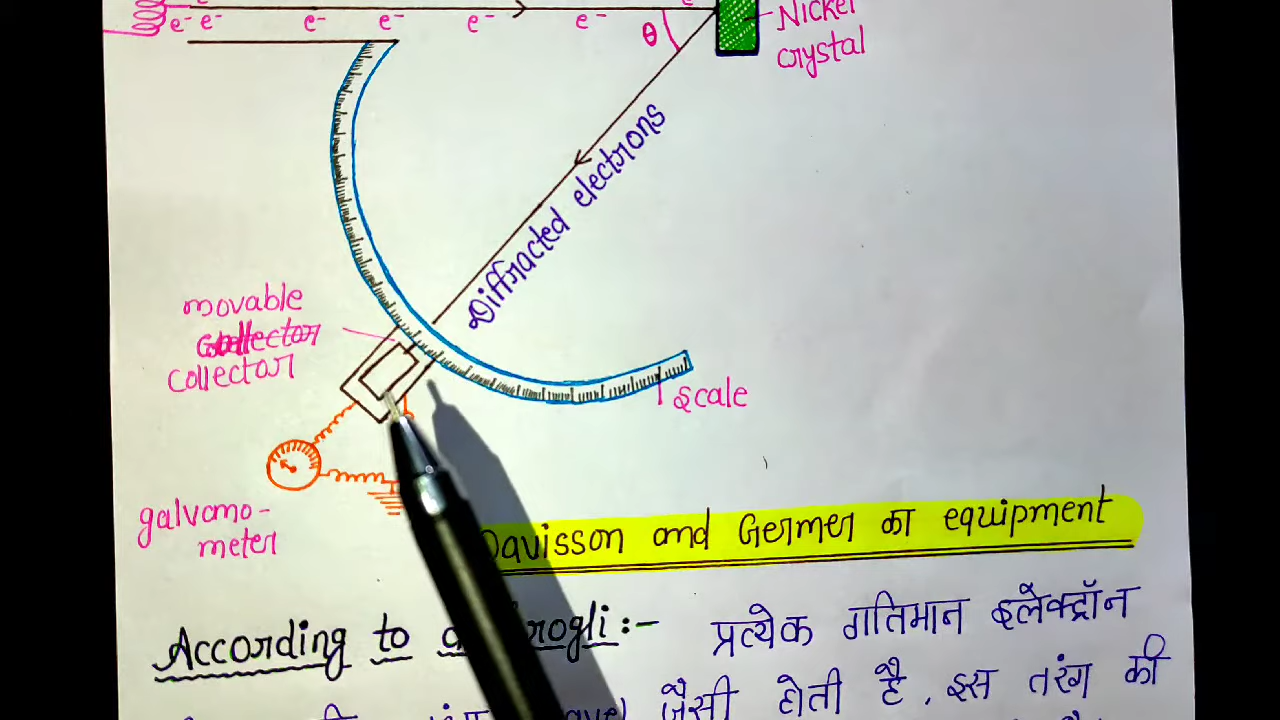 e- e- e- e- e- e-
θ
Nickel
crystal
Diffracted electrons
movable
collector
scale
galvano-
meter
Davisson and Germer का equipment
According to :- प्रत्येक गतिमान इलेक्ट्रॉन
जैसी होती है, इस तरंग की